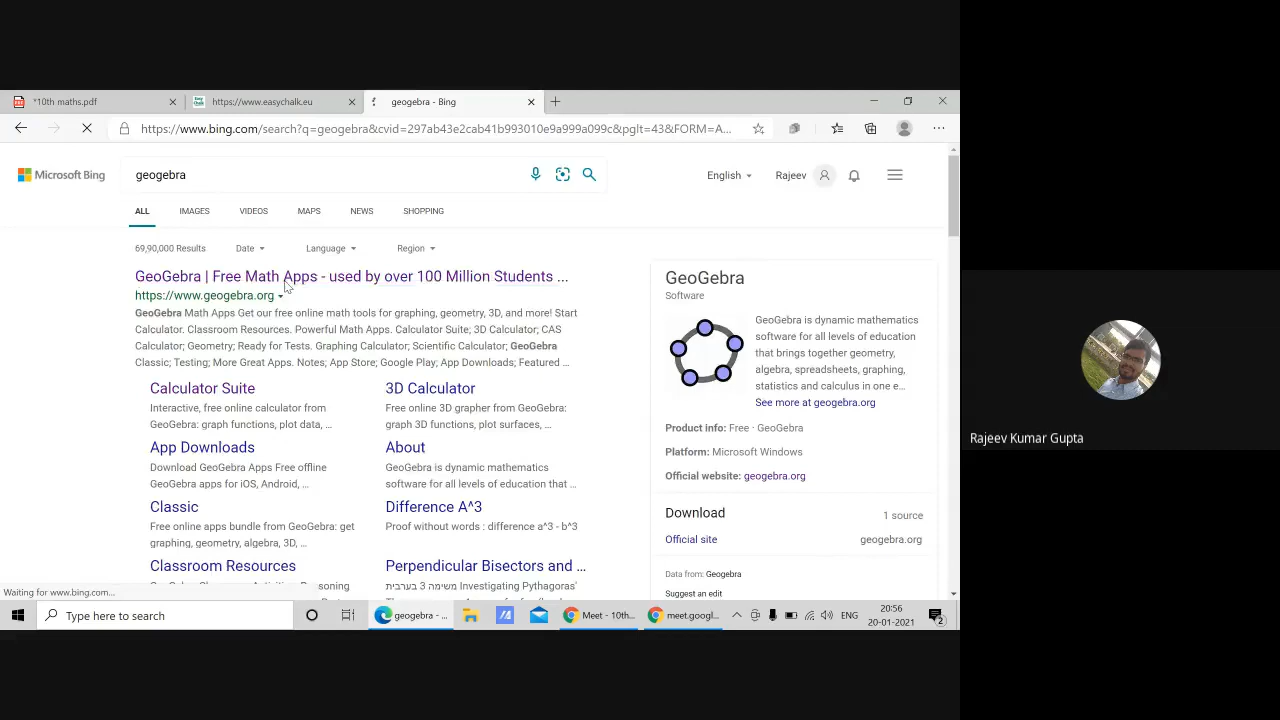 *10th maths.pdf
https://www.easychalk.eu
geogebra - Bing
https://www.bing.com/search?q=geogebra&cvid=297ab43e2cab41b993010e9a999a099c&pglt=43&FORM=A...
Microsoft Bing
geogebra
English
Rajeev
ALL IMAGES VIDEOS MAPS NEWS SHOPPING
69,90,000 Results Date Language Region
GeoGebra | Free Math Apps - used by over 100 Million Students ...
https://www.geogebra.org
GeoGebra Math Apps Get our free online math tools for graphing, geometry, 3D, and more! Start
Calculator. Classroom Resources. Powerful Math Apps. Calculator Suite; 3D Calculator; CAS
Calculator; Geometry; Ready for Tests. Graphing Calculator; Scientific Calculator; GeoGebra
Classic; Testing; More Great Apps. Notes; App Store; Google Play; App Downloads; Featured ...
Calculator Suite
Interactive, free online calculator from
GeoGebra: graph functions, plot data, ...
3D Calculator
Free online 3D grapher from GeoGebra:
graph 3D functions, plot surfaces, ...
App Downloads
Download GeoGebra Apps Free offline
GeoGebra apps for iOS, Android, ...
About
GeoGebra is dynamic mathematics
software for all levels of education that ...
Classic
Free online apps bundle from GeoGebra: get
graphing, geometry, algebra, 3D, ...
Difference A^3
Proof without words : difference a^3 - b^3
Classroom Resources
Perpendicular Bisectors and ...
משימה 3 בערבית Investigating Pythagoras'
GeoGebra
Software
GeoGebra is dynamic mathematics
software for all levels of education
that brings together geometry,
algebra, spreadsheets, graphing,
statistics and calculus in one e...
See more at geogebra.org
Product info: Free · GeoGebra
Platform: Microsoft Windows
Official website: geogebra.org
Download 1 source
Official site geogebra.org
Data from: Geogebra
Suggest an edit
Waiting for www.bing.com...
Type here to search
geogebra - ...
Meet - 10th...
meet.googl...
ENG
20:56
20-01-2021
2
Rajeev Kumar Gupta